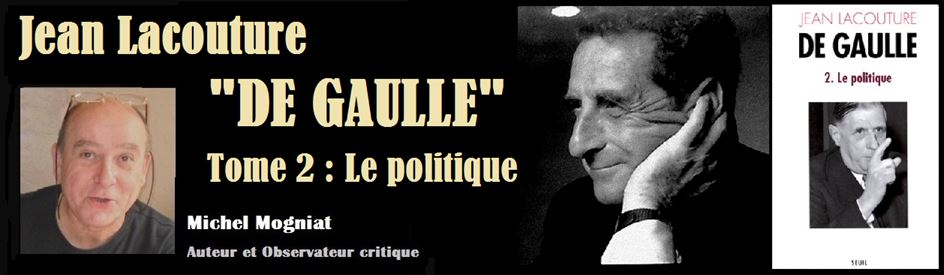 Jean Lacouture
"DE GAULLE"
Tome 2 : Le politique
Michel Mogniat
Auteur et Observateur critique
JEAN LACOUTURE
DE GAULLE
2. Le politique
SEUIL